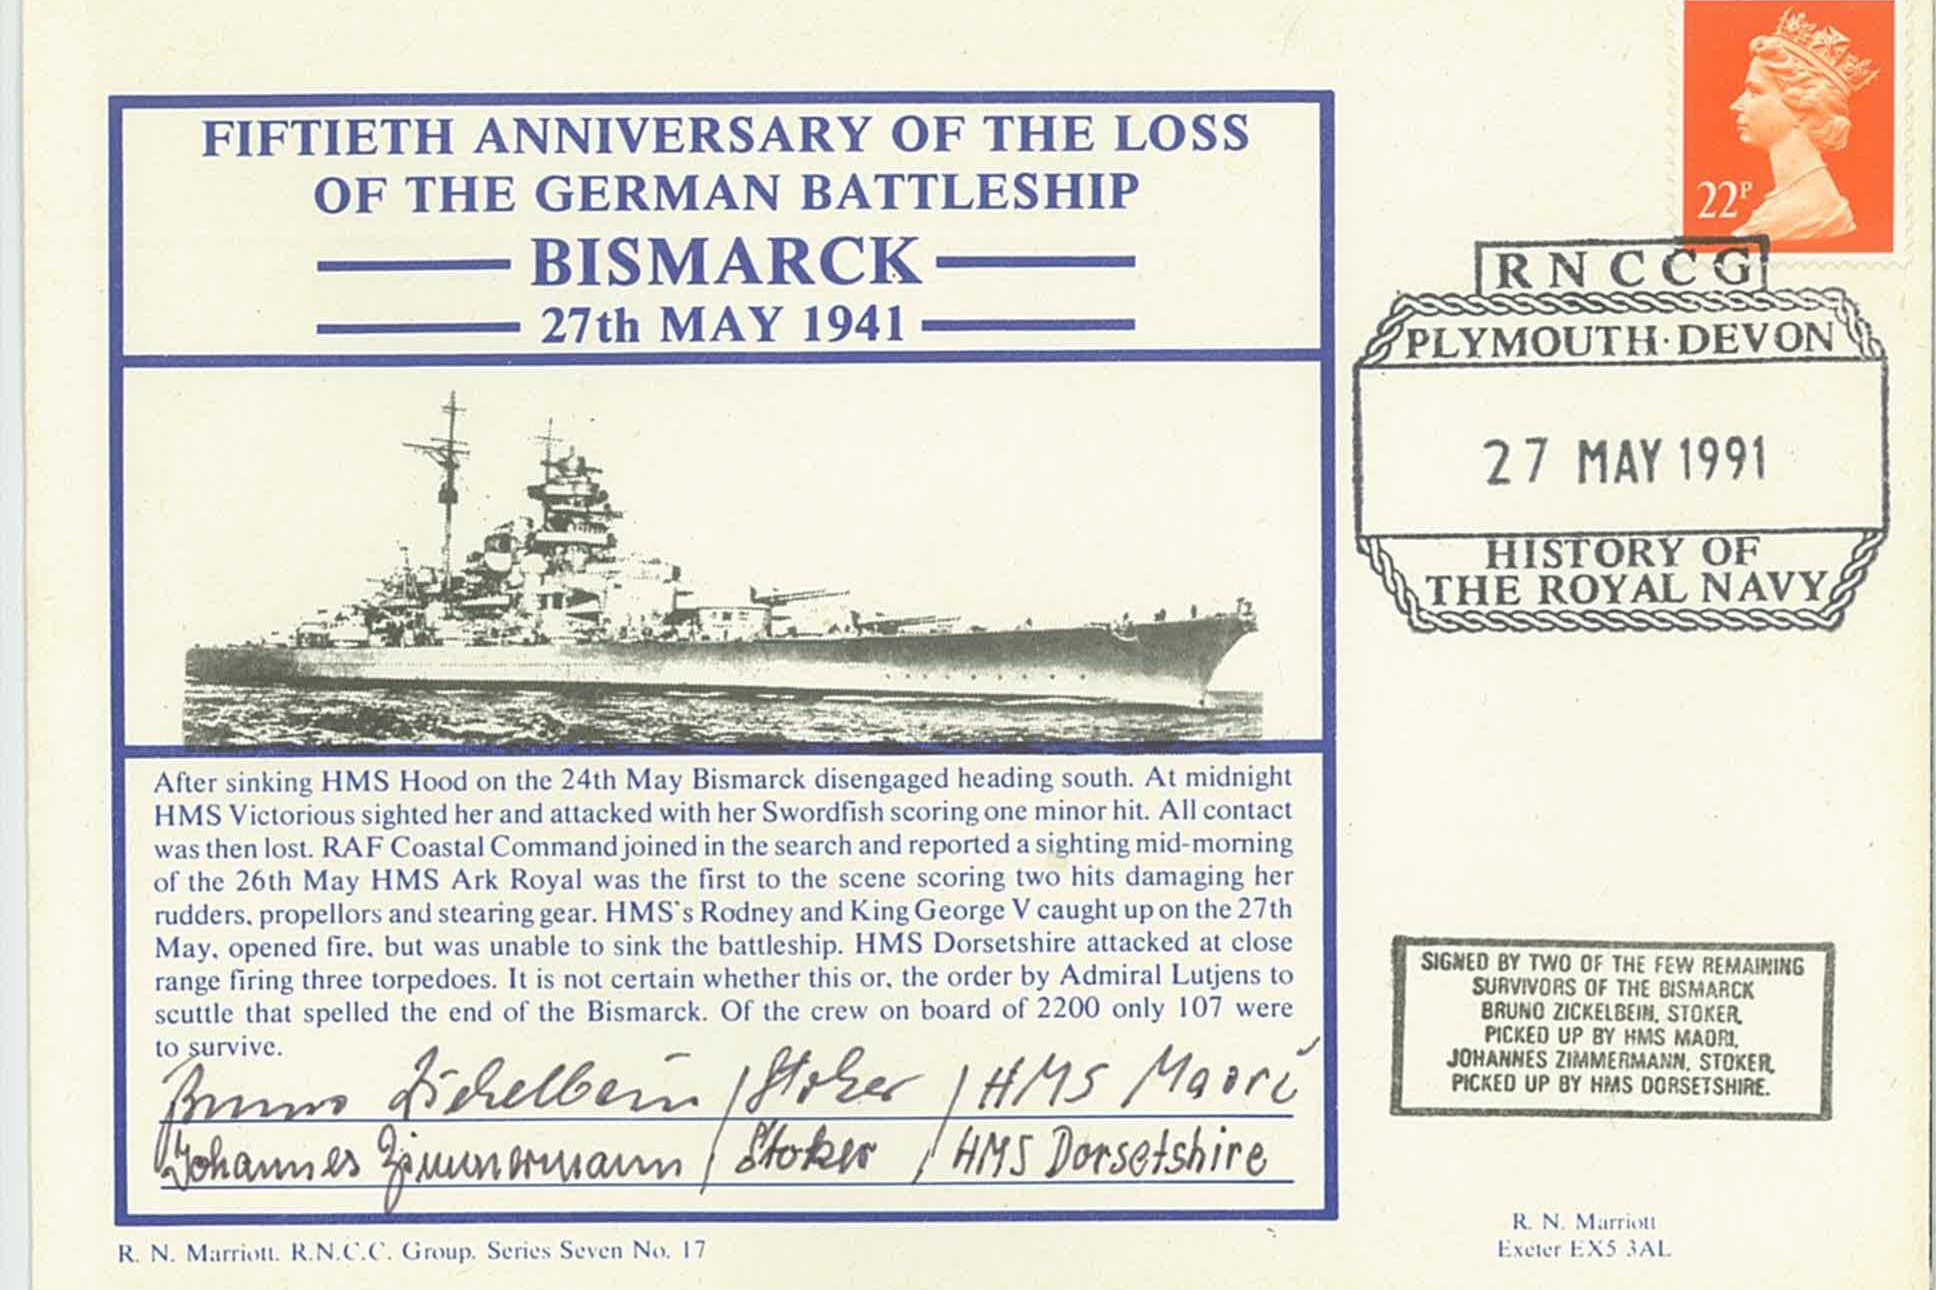 FIFTIETH ANNIVERSARY OF THE LOSS
OF THE GERMAN BATTLESHIP
BISMARCK
27th MAY 1941
22P
RNCCG
PLYMOUTH·DEVON
27 MAY 1991
HISTORY OF
THE ROYAL NAVY
After sinking HMS Hood on the 24th May Bismarck disengaged heading south. At midnight
HMS Victorious sighted her and attacked with her Swordfish scoring one minor hit. All contact
was then lost. RAF Coastal Command joined in the search and reported a sighting mid-morning
of the 26th May HMS Ark Royal was the first to the scene scoring two hits damaging her
rudders, propellors and stearing gear. HMS's Rodney and King George V caught up on the 27th
May, opened fire, but was unable to sink the battleship. HMS Dorsetshire attacked at close
range firing three torpedoes. It is not certain whether this or, the order by Admiral Lutjens to
scuttle that spelled the end of the Bismarck. Of the crew on board of 2200 only 107 were
to survive.
Bruno Zickelbein / Stoker / HMS Maori
Johannes Zimmermann / Stoker / HMS Dorsetshire
SIGNED BY TWO OF THE FEW REMAINING
SURVIVORS OF THE BISMARCK
BRUNO ZICKELBEIN, STOKER,
PICKED UP BY HMS MAORI,
JOHANNES ZIMMERMANN, STOKER,
PICKED UP BY HMS DORSETSHIRE.
R. N. Marriott. R.N.C.C. Group. Series Seven No. 17
R. N. Marriott
Exeter EX5 3AL